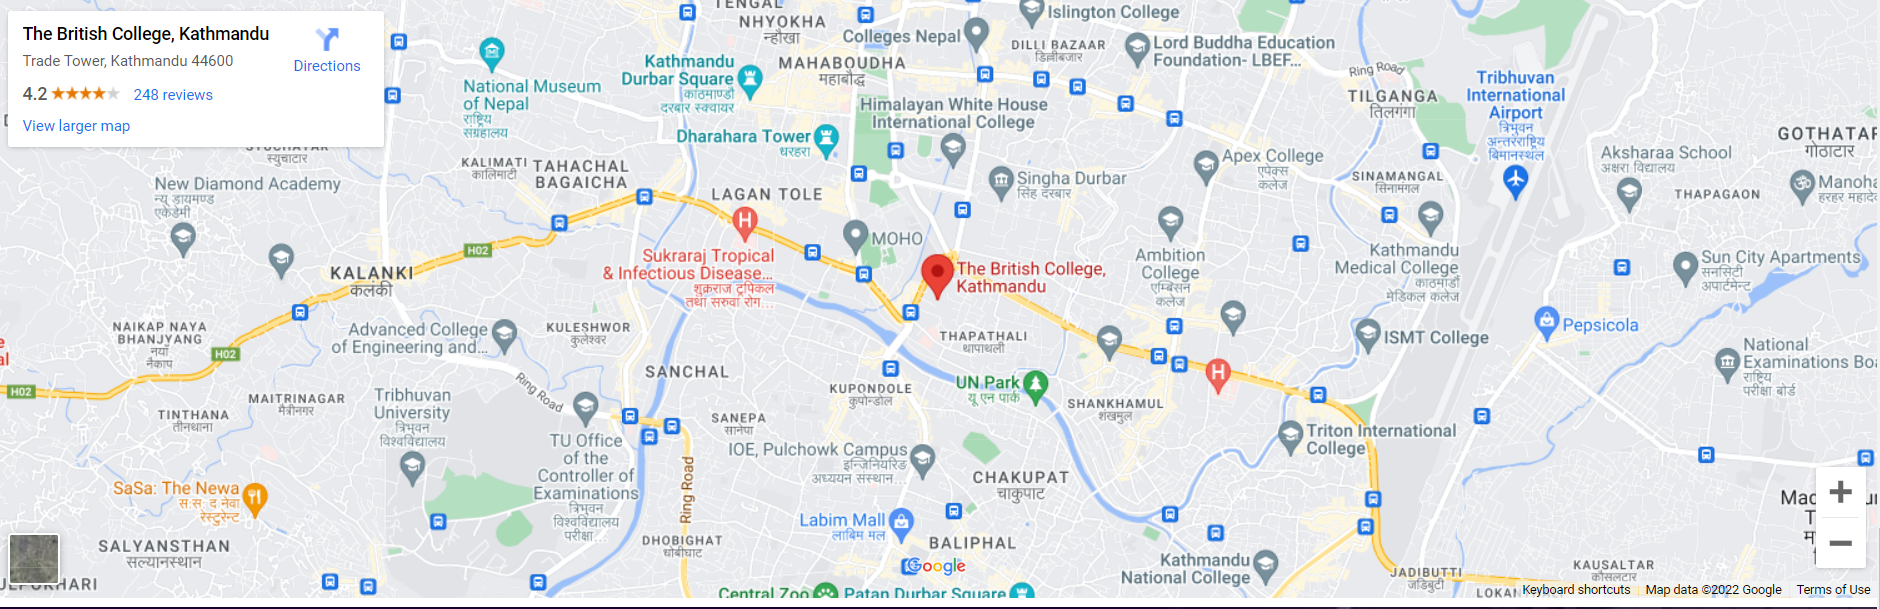 The British College, Kathmandu
Trade Tower, Kathmandu 44600
Directions
4.2
248 reviews
View larger map
TENGAL
NHYOKHA
न्हौखा
Colleges Nepal
Islington College
DILLI BAZAAR
डिल्लीबजार
Lord Buddha Education
Foundation- LBEF...
Ring Road
Kathmandu
Durbar Square
काठमाण्डौ
दरबार स्क्वायर
MAHABOUDHA
महाबौद्ध
National Museum
of Nepal
राष्ट्रिय
संग्रहालय
Himalayan White House
International College
TILGANGA
तिलगंगा
Tribhuvan
International
Airport
त्रिभुवन
अन्तर्राष्ट्रिय
बिमानस्थल
Dharahara Tower
धरहरा
GOTHATAR
गोठाटार
स्युचाटार
KALIMATI
कालिमाटी
TAHACHAL
BAGAICHA
Apex College
एपेक्स
कलेज
Aksharaa School
अक्षरा विद्यालय
New Diamond Academy
न्यू डायमण्ड
एकेडेमी
LAGAN TOLE
Singha Durbar
सिंह दरबार
SINAMANGAL
सिनामंगल
THAPAGAON
Manoha
हरहर महादे
H02
MOHO
Sukraraj Tropical
& Infectious Disease...
शुक्रराज ट्रपिकल
तथा सरुवा रोग...
Ambition
College
एम्बिसन
कलेज
Kathmandu
Medical College
काठमाडौं
मेडिकल कलेज
Sun City Apartments
सनसिटी
अपार्टमेन्ट
KALANKI
कलंकी
The British College,
Kathmandu
NAIKAP NAYA
BHANJYANG
नयाँ
नैकाप
Advanced College
of Engineering and...
KULESHWOR
कुलेश्वर
THAPATHALI
थापाथली
ISMT College
Pepsicola
H02
National
Examinations Boa
राष्ट्रिय
परीक्षा बोर्ड
H02
SANCHAL
Ring Road
KUPONDOLE
कुपोन्डोल
UN Park
यू एन पार्क
SHANKHAMUL
शंखमुल
MAITRINAGAR
मैत्रीनगर
Tribhuvan
University
त्रिभुवन
विश्वविद्यालय
TINTHANA
तीनथाना
SANEPA
सानेपा
TU Office
of the
Controller of
Examinations
त्रिभुवन
विश्वविद्यालय
परीक्षा...
IOE, Pulchowk Campus
इन्जिनियरिङ
अध्ययन संस्थान...
Triton International
College
CHAKUPAT
चाकुपाट
Ring Road
SaSa: The Newa
स:स: द नेवा
रेस्टुरेन्ट
Labim Mall
लाबिम मल
BALIPHAL
SALYANSTHAN
सल्यानस्थान
DHOBIGHAT
धोबीघाट
Google
Kathmandu
National College
JADIBUTI
जडिबुटी
KAUSALTAR
कौसलटार
Central Zoo
Patan Durbar Square
Keyboard shortcuts
Map data ©2022 Google
Terms of Use